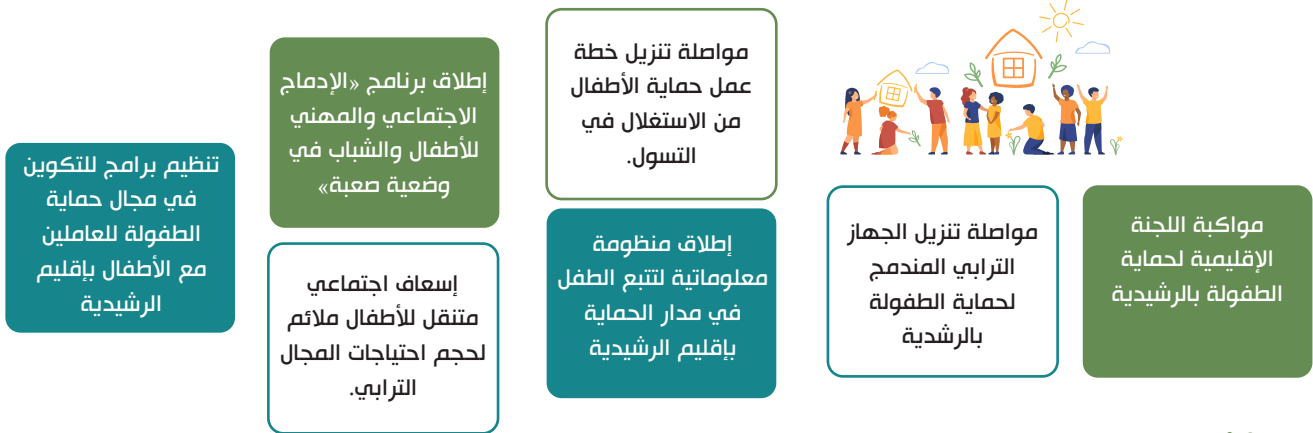 مواكبة اللجنة
الإقليمية لحماية
الطفولة بالرشيدية
مواصلة تنزيل الجهاز
الترابي المندمج
لحماية الطفولة
بالرشدية
مواصلة تنزيل خطة
عمل حماية الأطفال
من الاستغلال في
التسول.
إطلاق منظومة
معلوماتية لتتبع الطفل
في مدار الحماية
بإقليم الرشيدية
إطلاق برنامج «الإدماج
الاجتماعي والمهني
للأطفال والشباب في
وضعية صعبة»
إسعاف اجتماعي
متنقل للأطفال ملائم
لحجم احتياجات المجال
الترابي.
تنظيم برامج للتكوين
في مجال حماية
الطفولة للعاملين
مع الأطفال بإقليم
الرشيدية